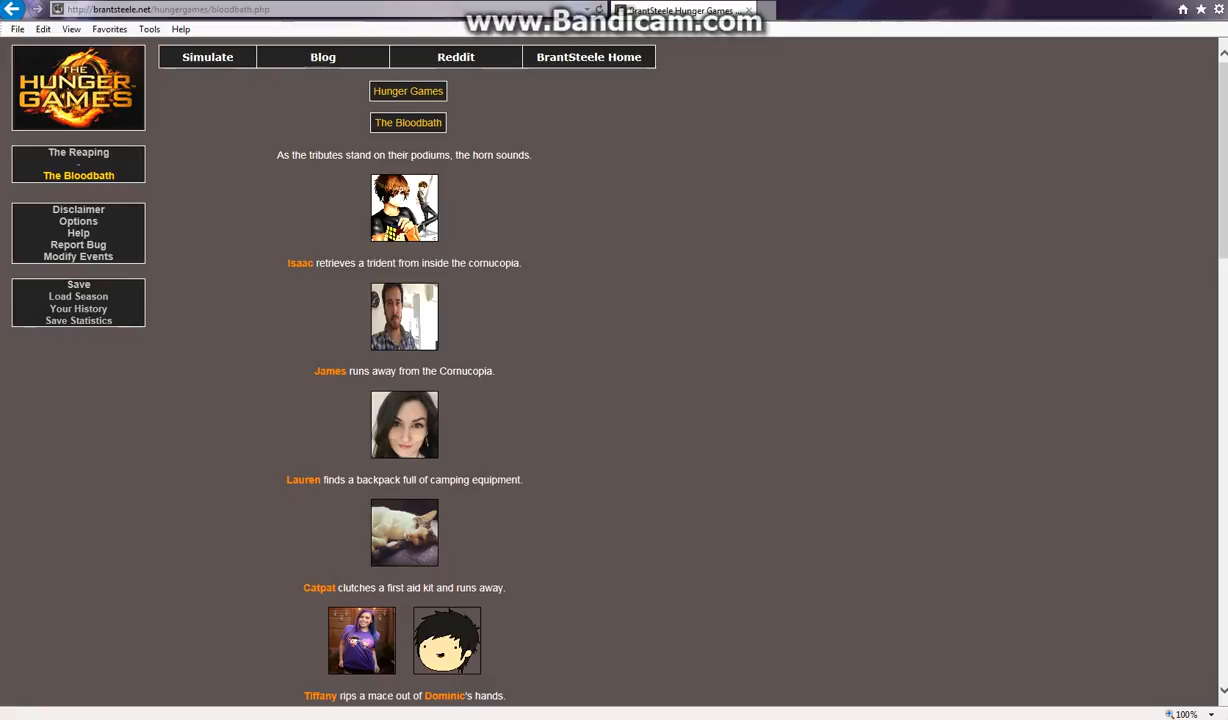 http://brantsteele.net/hungergames/bloodbath.php
BrantSteele Hunger Games ...
www.Bandicam.com
File Edit View Favorites Tools Help
THE HUNGER GAMES
Simulate Blog Reddit BrantSteele Home
Hunger Games
The Bloodbath
The Reaping
-
The Bloodbath
Disclaimer
Options
Help
Report Bug
Modify Events
Save
Load Season
Your History
Save Statistics
As the tributes stand on their podiums, the horn sounds.
Isaac retrieves a trident from inside the cornucopia.
James runs away from the Cornucopia.
Lauren finds a backpack full of camping equipment.
Catpat clutches a first aid kit and runs away.
Tiffany rips a mace out of Dominic's hands.
100%